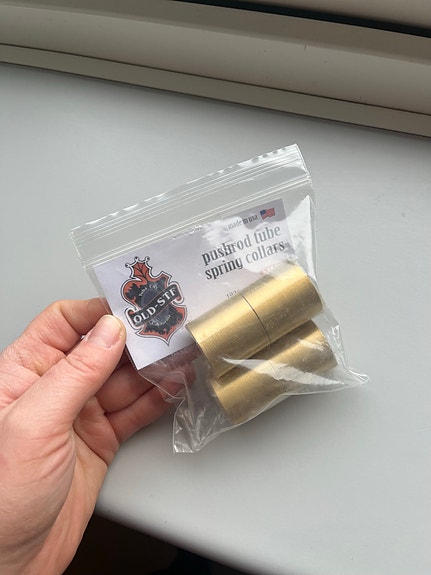 made in usa
pushrod tube
spring collars
OLD-STF